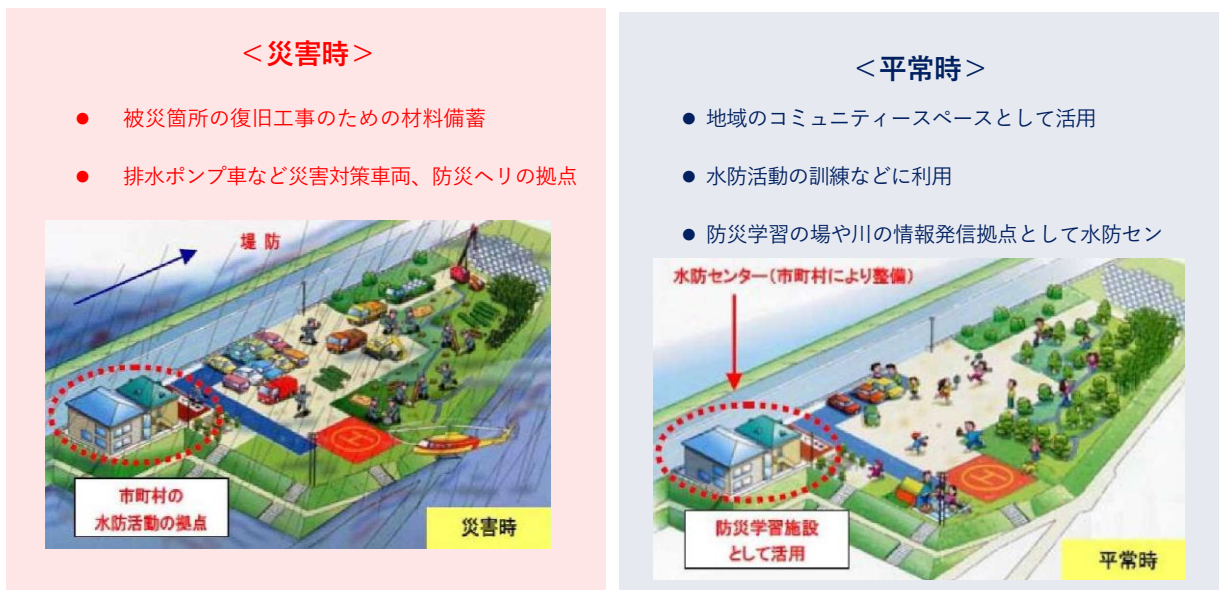 ＜災害時＞
● 被災箇所の復旧工事のための材料備蓄
● 排水ポンプ車など災害対策車両、防災ヘリの拠点
堤 防
H
市町村の
水防活動の拠点
災害時
＜平常時＞
● 地域のコミュニティースペースとして活用
● 水防活動の訓練などに利用
● 防災学習の場や川の情報発信拠点として水防セン
水防センター(市町村により整備)
H
防災学習施設
として活用
平常時